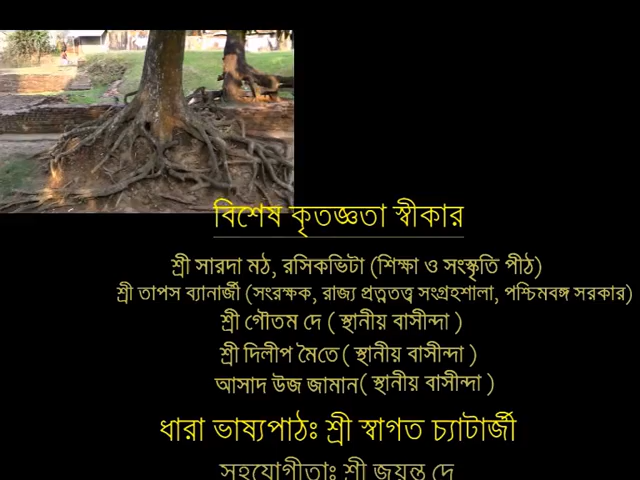 বিশেষ কৃতজ্ঞতা স্বীকার
শ্রী সারদা মঠ, রসিকভিটা (শিক্ষা ও সংস্কৃতি পীঠ)
শ্রী তাপস ব্যানার্জী (সংরক্ষক, রাজ্য প্রত্নতত্ত্ব সংগ্রহশালা, পশ্চিমবঙ্গ সরকার)
শ্রী গৌতম দে ( স্থানীয় বাসীন্দা )
শ্রী দিলীপ মৈতে ( স্থানীয় বাসীন্দা )
আসাদ উজ জামান( স্থানীয় বাসীন্দা )
ধারা ভাষ্যপাঠঃ শ্রী স্বাগত চ্যাটার্জী
সহযোগীতাঃ শ্রী জয়ন্ত দে